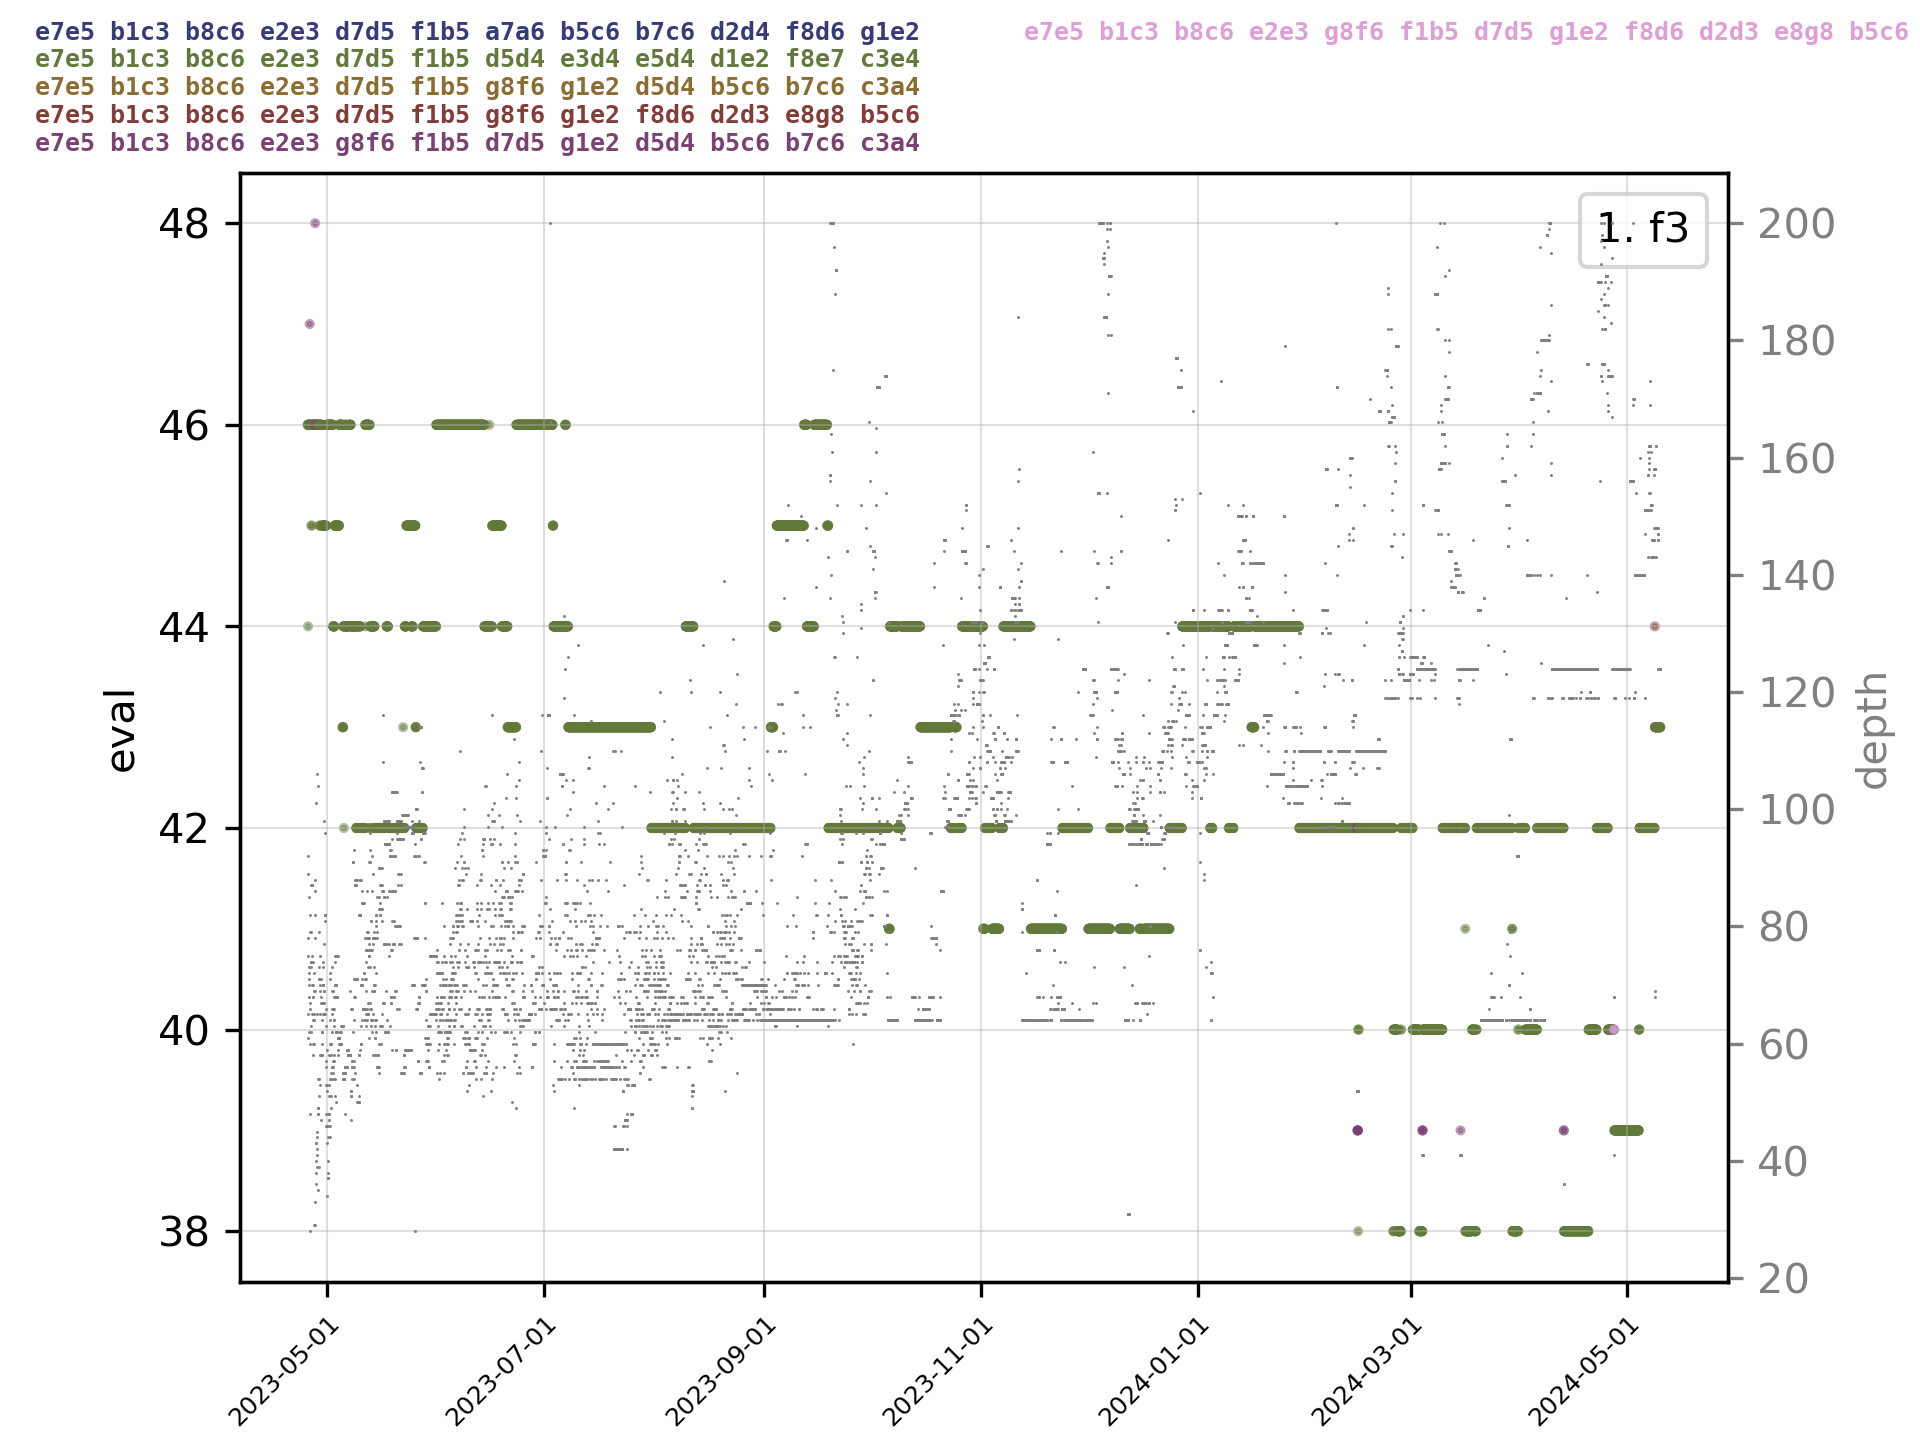 e7e5 b1c3 b8c6 e2e3 d7d5 f1b5 a7a6 b5c6 b7c6 d2d4 f8d6 g1e2
e7e5 b1c3 b8c6 e2e3 d7d5 f1b5 d5d4 e3d4 e5d4 d1e2 f8e7 c3e4
e7e5 b1c3 b8c6 e2e3 d7d5 f1b5 g8f6 g1e2 d5d4 b5c6 b7c6 c3a4
e7e5 b1c3 b8c6 e2e3 d7d5 f1b5 g8f6 g1e2 f8d6 d2d3 e8g8 b5c6
e7e5 b1c3 b8c6 e2e3 g8f6 f1b5 d7d5 g1e2 d5d4 b5c6 b7c6 c3a4
e7e5 b1c3 b8c6 e2e3 g8f6 f1b5 d7d5 g1e2 f8d6 d2d3 e8g8 b5c6
1. f3
48
46
44
42
40
38
eval
200
180
160
140
120
100
80
60
40
20
depth
2023-05-01
2023-07-01
2023-09-01
2023-11-01
2024-01-01
2024-03-01
2024-05-01